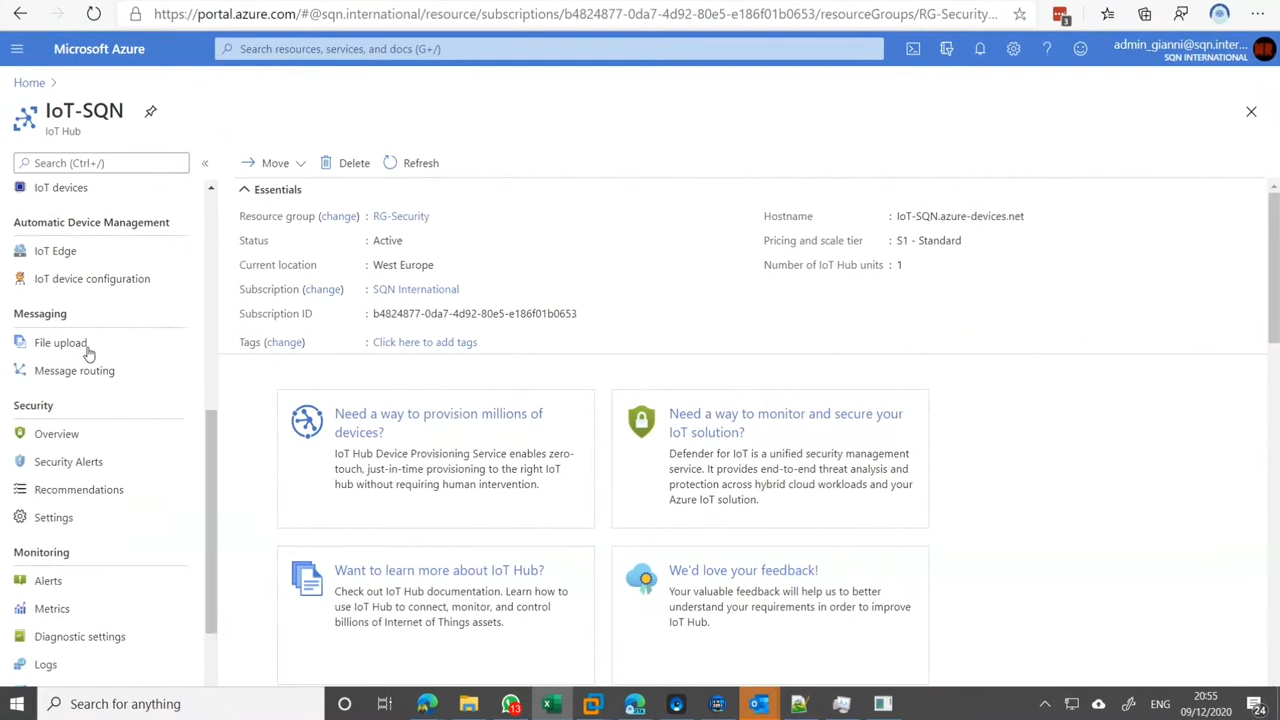 https://portal.azure.com/#@sqn.international/resource/subscriptions/b4824877-0da7-4d92-80e5-e186f01b0653/resourceGroups/RG-Security...
3
Microsoft Azure
Search resources, services, and docs (G+/)
admin_gianni@sqn.inter...
SQN INTERNATIONAL
Home
IoT-SQN
IoT Hub
Search (Ctrl+/)
«
IoT devices
Automatic Device Management
IoT Edge
IoT device configuration
Messaging
File upload
Message routing
Security
Overview
Security Alerts
Recommendations
Settings
Monitoring
Alerts
Metrics
Diagnostic settings
Logs
Move
Delete
Refresh
Essentials
Resource group (change) : RG-Security
Status : Active
Current location : West Europe
Subscription (change) : SQN International
Subscription ID : b4824877-0da7-4d92-80e5-e186f01b0653
Tags (change) : Click here to add tags
Hostname : IoT-SQN.azure-devices.net
Pricing and scale tier : S1 - Standard
Number of IoT Hub units : 1
Need a way to provision millions of
devices?
IoT Hub Device Provisioning Service enables zero-
touch, just-in-time provisioning to the right IoT
hub without requiring human intervention.
Need a way to monitor and secure your
IoT solution?
Defender for IoT is a unified security management
service. It provides end-to-end threat analysis and
protection across hybrid cloud workloads and your
Azure IoT solution.
Want to learn more about IoT Hub?
Check out IoT Hub documentation. Learn how to
use IoT Hub to connect, monitor, and control
billions of Internet of Things assets.
We'd love your feedback!
Your valuable feedback will help us to better
understand your requirements in order to improve
IoT Hub.
Search for anything
13
ENG
20:55
09/12/2020
24